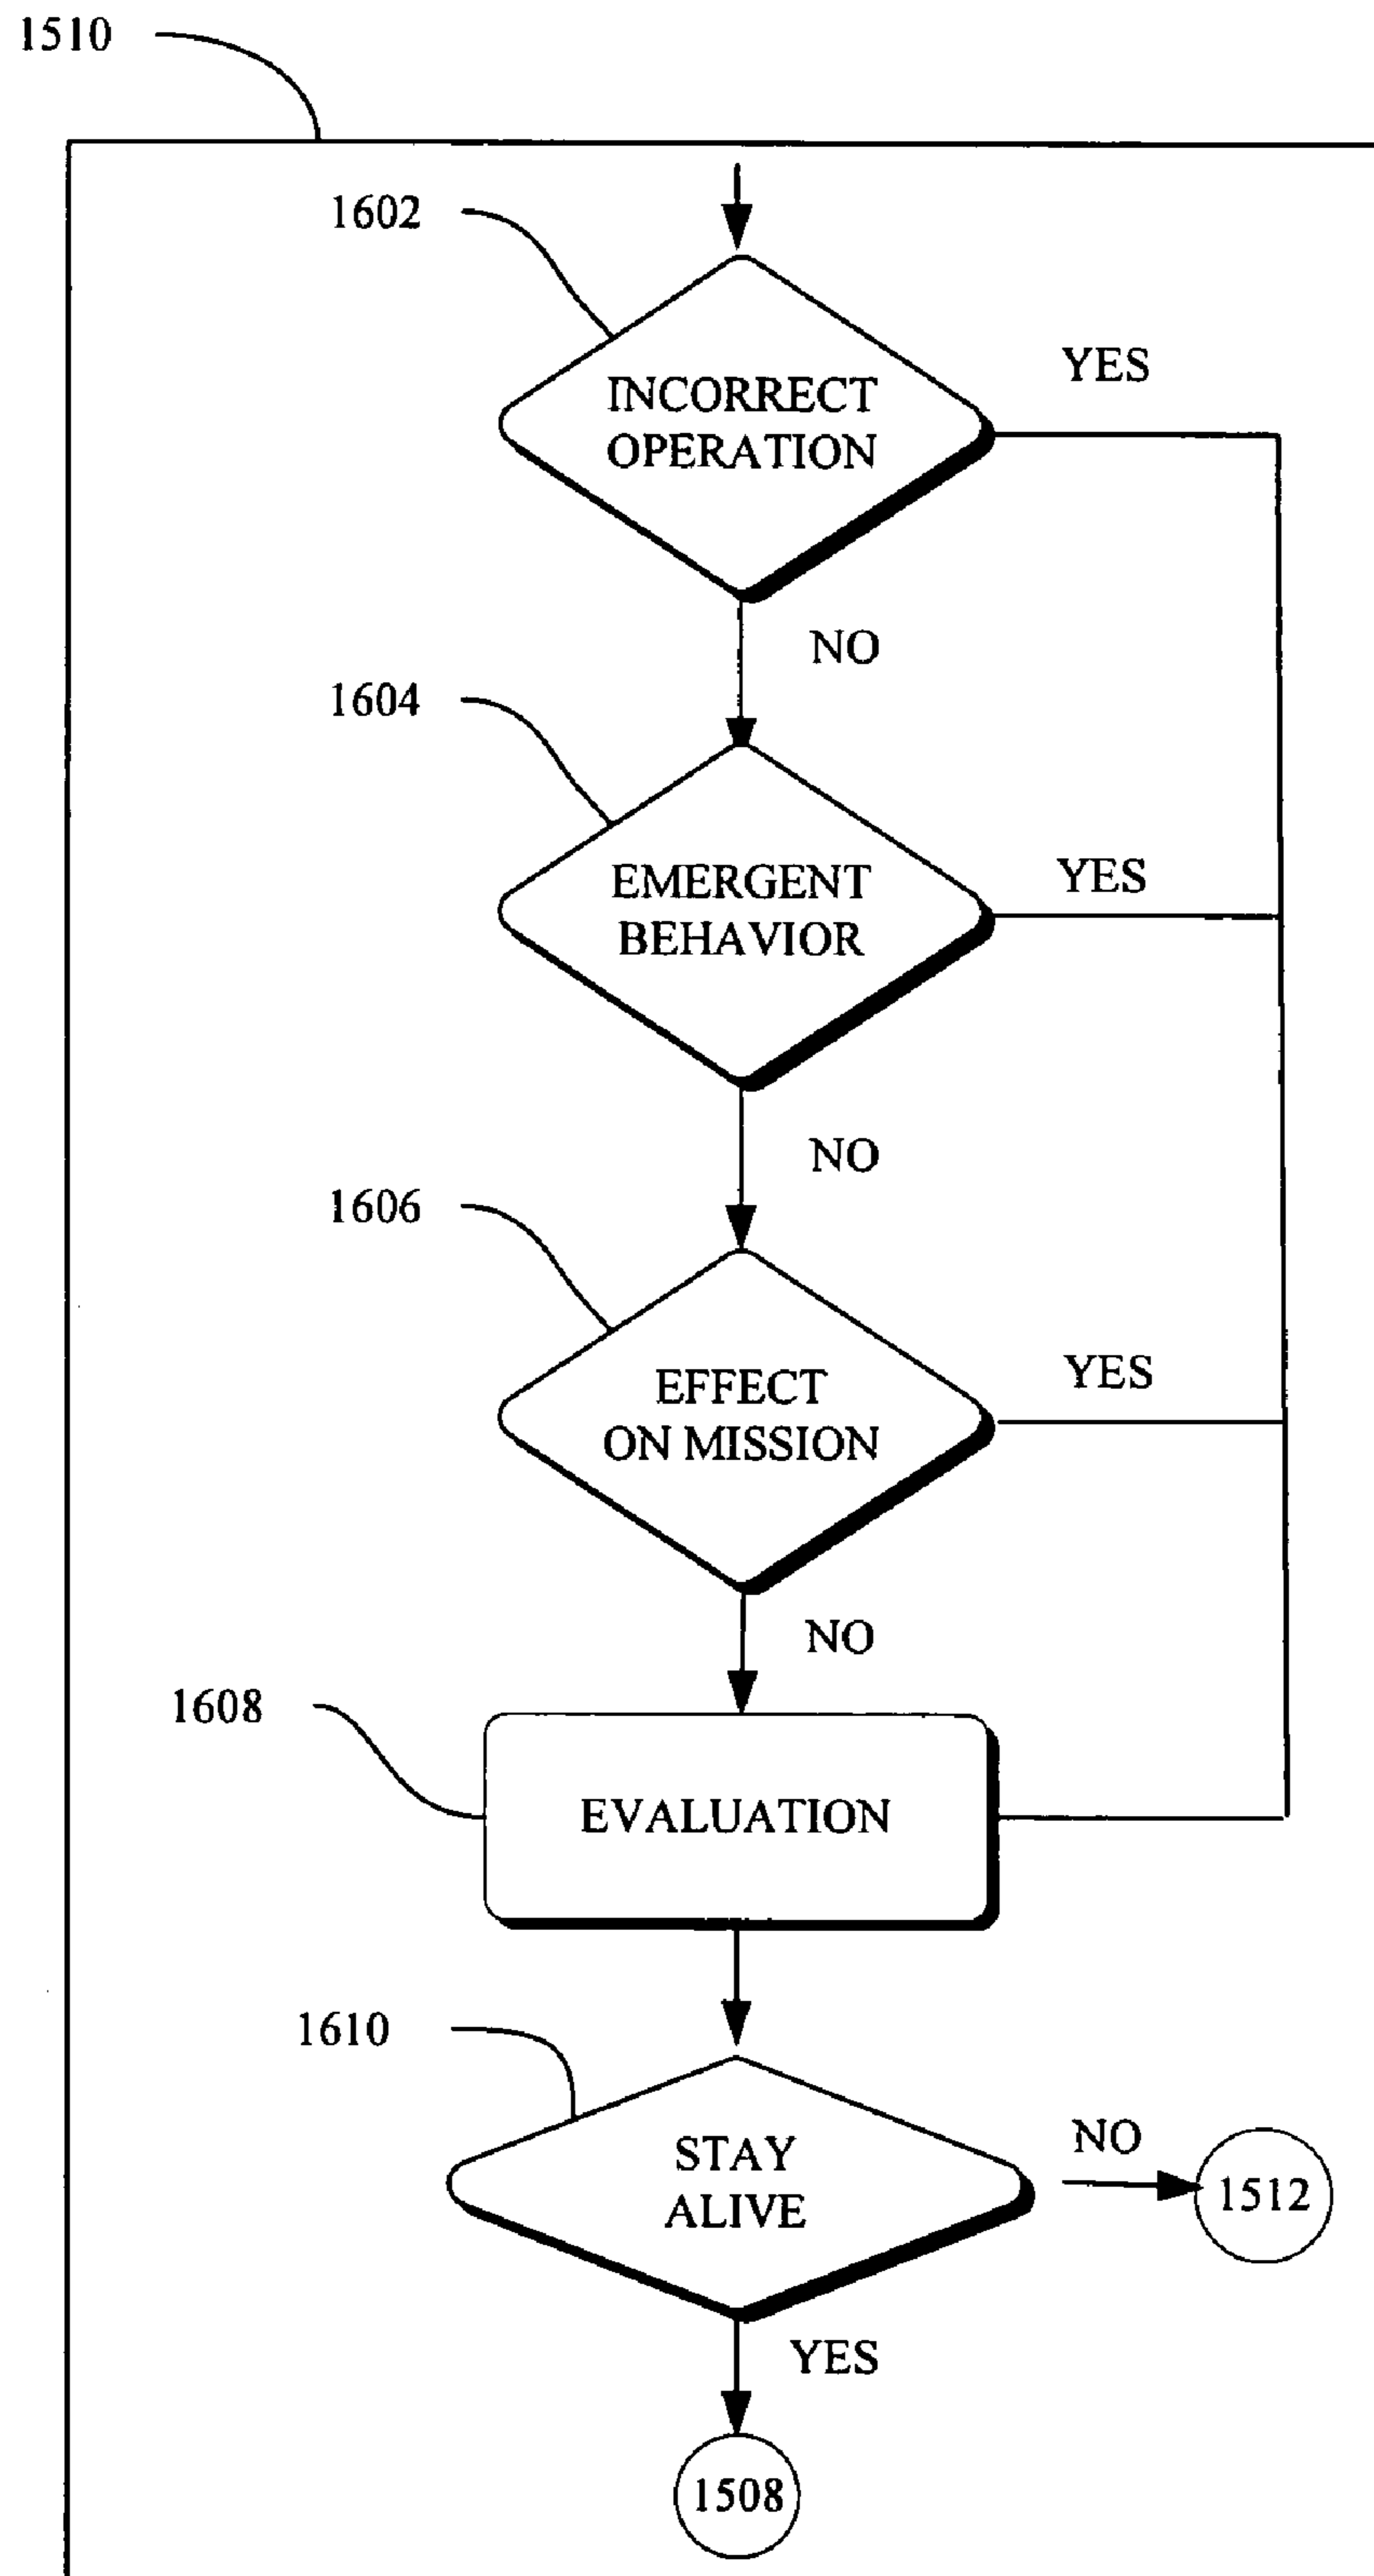 1510
1602
INCORRECT
OPERATION
YES
NO
1604
EMERGENT
BEHAVIOR
YES
NO
1606
EFFECT
ON MISSION
YES
NO
1608
EVALUATION
1610
STAY
ALIVE
NO
1512
YES
1508